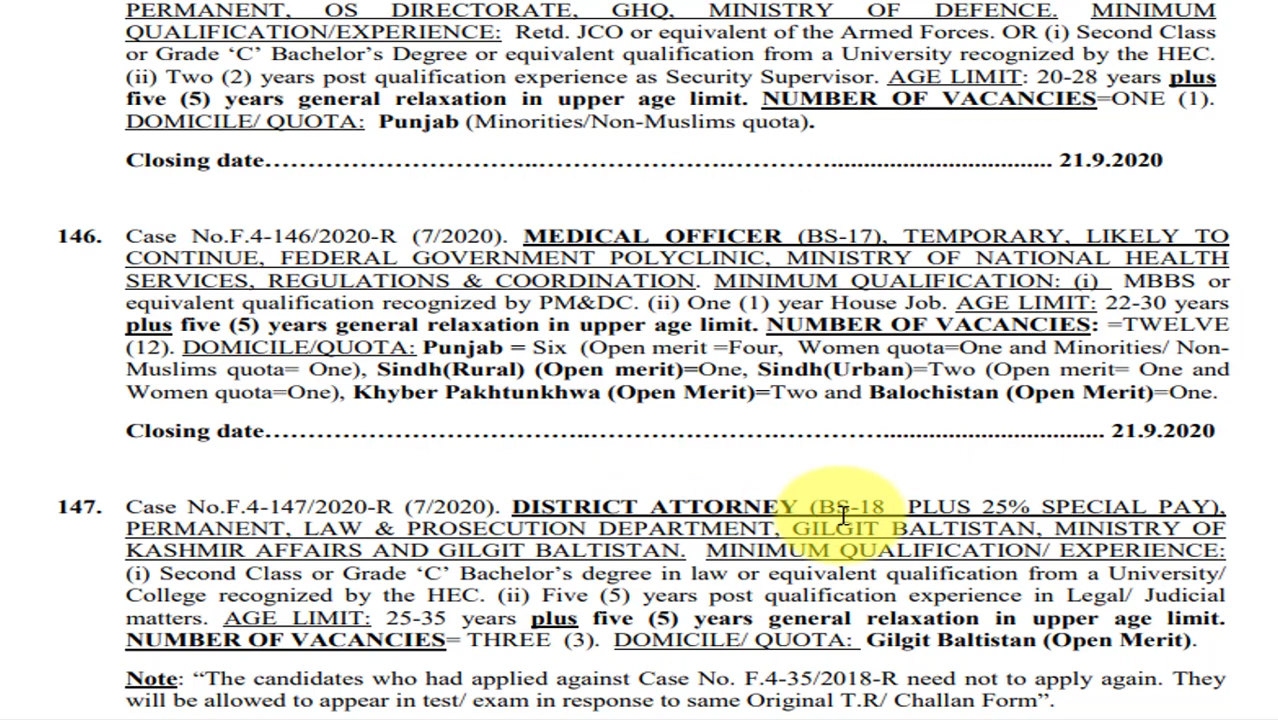 PERMANENT, OS DIRECTORATE, GHQ, MINISTRY OF DEFENCE. MINIMUM
QUALIFICATION/EXPERIENCE: Retd. JCO or equivalent of the Armed Forces. OR (i) Second Class
or Grade ‘C’ Bachelor’s Degree or equivalent qualification from a University recognized by the HEC.
(ii) Two (2) years post qualification experience as Security Supervisor. AGE LIMIT: 20-28 years plus
five (5) years general relaxation in upper age limit. NUMBER OF VACANCIES=ONE (1).
DOMICILE/ QUOTA: Punjab (Minorities/Non-Muslims quota).
Closing date…………………………………………………………………............................... 21.9.2020
146. Case No.F.4-146/2020-R (7/2020). MEDICAL OFFICER (BS-17), TEMPORARY, LIKELY TO
CONTINUE, FEDERAL GOVERNMENT POLYCLINIC, MINISTRY OF NATIONAL HEALTH
SERVICES, REGULATIONS & COORDINATION. MINIMUM QUALIFICATION: (i) MBBS or
equivalent qualification recognized by PM&DC. (ii) One (1) year House Job. AGE LIMIT: 22-30 years
plus five (5) years general relaxation in upper age limit. NUMBER OF VACANCIES: =TWELVE
(12). DOMICILE/QUOTA: Punjab = Six (Open merit =Four, Women quota=One and Minorities/ Non-
Muslims quota= One), Sindh(Rural) (Open merit)=One, Sindh(Urban)=Two (Open merit= One and
Women quota=One), Khyber Pakhtunkhwa (Open Merit)=Two and Balochistan (Open Merit)=One.
Closing date…………………………………………………………………............................... 21.9.2020
147. Case No.F.4-147/2020-R (7/2020). DISTRICT ATTORNEY (BS-18 PLUS 25% SPECIAL PAY),
PERMANENT, LAW & PROSECUTION DEPARTMENT, GILGIT BALTISTAN, MINISTRY OF
KASHMIR AFFAIRS AND GILGIT BALTISTAN. MINIMUM QUALIFICATION/ EXPERIENCE:
(i) Second Class or Grade ‘C’ Bachelor’s degree in law or equivalent qualification from a University/
College recognized by the HEC. (ii) Five (5) years post qualification experience in Legal/ Judicial
matters. AGE LIMIT: 25-35 years plus five (5) years general relaxation in upper age limit.
NUMBER OF VACANCIES= THREE (3). DOMICILE/ QUOTA: Gilgit Baltistan (Open Merit).
Note: “The candidates who had applied against Case No. F.4-35/2018-R need not to apply again. They
will be allowed to appear in test/ exam in response to same Original T.R/ Challan Form”.